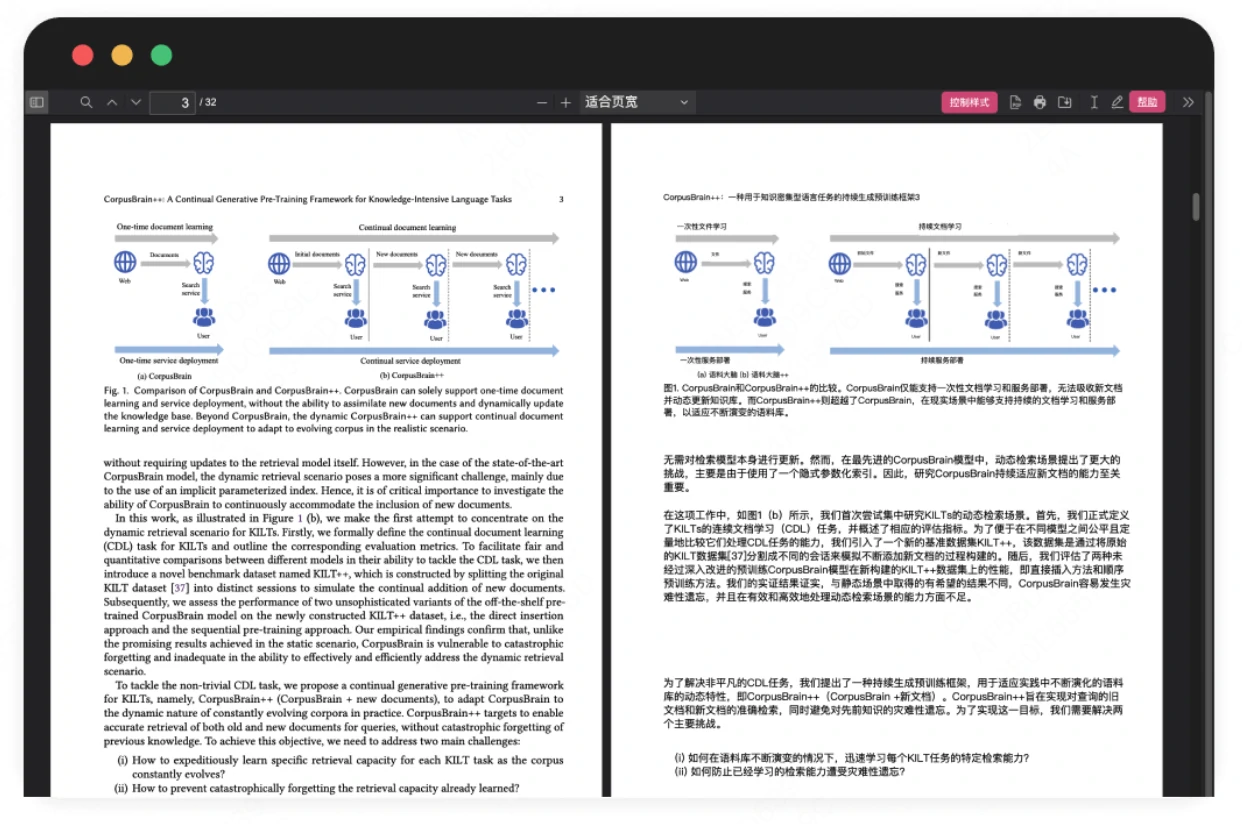 3 / 32
适合页宽
控制样式
帮助
CorpusBrain++: A Continual Generative Pre-Training Framework for Knowledge-Intensive Language Tasks 3
One-time document learning
Continual document learning
Documents
Initial documents
New documents
New documents
Web
Web
Search service
Search service
Search service
Search service
User
User
User
User
One-time service deployment
Continual service deployment
(a) CorpusBrain
(b) CorpusBrain++
Fig. 1. Comparison of CorpusBrain and CorpusBrain++. CorpusBrain can solely support one-time document
learning and service deployment, without the ability to assimilate new documents and dynamically update
the knowledge base. Beyond CorpusBrain, the dynamic CorpusBrain++ can support continual document
learning and service deployment to adapt to evolving corpus in the realistic scenario.
without requiring updates to the retrieval model itself. However, in the case of the state-of-the-art
CorpusBrain model, the dynamic retrieval scenario poses a more significant challenge, mainly due
to the use of an implicit parameterized index. Hence, it is of critical importance to investigate the
ability of CorpusBrain to continuously accommodate the inclusion of new documents.
In this work, as illustrated in Figure 1 (b), we make the first attempt to concentrate on the
dynamic retrieval scenario for KILTs. Firstly, we formally define the continual document learning
(CDL) task for KILTs and outline the corresponding evaluation metrics. To facilitate fair and
quantitative comparisons between different models in their ability to tackle the CDL task, we then
introduce a novel benchmark dataset named KILT++, which is constructed by splitting the original
KILT dataset [37] into distinct sessions to simulate the continual addition of new documents.
Subsequently, we assess the performance of two unsophisticated variants of the off-the-shelf pre-
trained CorpusBrain model on the newly constructed KILT++ dataset, i.e., the direct insertion
approach and the sequential pre-training approach. Our empirical findings confirm that, unlike
the promising results achieved in the static scenario, CorpusBrain is vulnerable to catastrophic
forgetting and inadequate in the ability to effectively and efficiently address the dynamic retrieval
scenario.
To tackle the non-trivial CDL task, we propose a continual generative pre-training framework
for KILTs, namely, CorpusBrain++ (CorpusBrain + new documents), to adapt CorpusBrain to
the dynamic nature of constantly evolving corpora in practice. CorpusBrain++ targets to enable
accurate retrieval of both old and new documents for queries, without catastrophic forgetting of
previous knowledge. To achieve this objective, we need to address two main challenges:
(i) How to expeditiously learn specific retrieval capacity for each KILT task as the corpus
constantly evolves?
(ii) How to prevent catastrophically forgetting the retrieval capacity already learned?
CorpusBrain++：一种用于知识密集型语言任务的持续生成预训练框架3
一次性文件学习
持续文档学习
文件
新文件
新文件
Web
Web
搜索
服务
搜索
服务
搜索
服务
搜索
服务
User
User
User
User
一次性服务部署
持续服务部署
(a) 语料大脑 (b) 语料大脑++
图1. CorpusBrain和CorpusBrain++的比较。CorpusBrain仅能支持一次性文档学习和服务部署，无法吸收新文档
并动态更新知识库。而CorpusBrain++则超越了CorpusBrain，在现实场景中能够支持持续的文档学习和服务部
署，以适应不断演变的语料库。
无需对检索模型本身进行更新。然而，在最先进的CorpusBrain模型中，动态检索场景提出了更大的
挑战，主要是由于使用了一个隐式参数化索引。因此，研究CorpusBrain持续适应新文档的能力至关
重要。
在这项工作中，如图1（b）所示，我们首次尝试集中研究KILTs的动态检索场景。首先，我们正式定义
了KILTs的连续文档学习（CDL）任务，并概述了相应的评估指标。为了便于在不同模型之间公平且定
量地比较它们处理CDL任务的能力，我们引入了一个新的基准数据集KILT++，该数据集是通过将原始
的KILT数据集[37]分割成不同的会话来模拟不断添加新文档的过程构建的。随后，我们评估了两种未
经过深入改进的预训练CorpusBrain模型在新构建的KILT++数据上的性能，即直接插入方法和顺序
预训练方法。我们的实证结果证实，与静态场景中取得的有希望的结果不同，CorpusBrain容易发生灾
难性遗忘，并且在有效和高效地处理动态检索场景的能力方面不足。
为了解决非平凡的CDL任务，我们提出了一种持续生成预训练框架，用于适应实践中不断演化的语料
库的动态特性，即CorpusBrain++（CorpusBrain +新文档）。CorpusBrain++旨在实现对查询的旧
文档和新文档的准确检索，同时避免对先前知识的灾难性遗忘。为了实现这一目标，我们需要解决两
个主要挑战。
(i) 如何在语料库不断演变的情况下，迅速学习每个KILT任务的特定检索能力？
(ii) 如何防止已经学习的检索能力遭受灾难性遗忘？